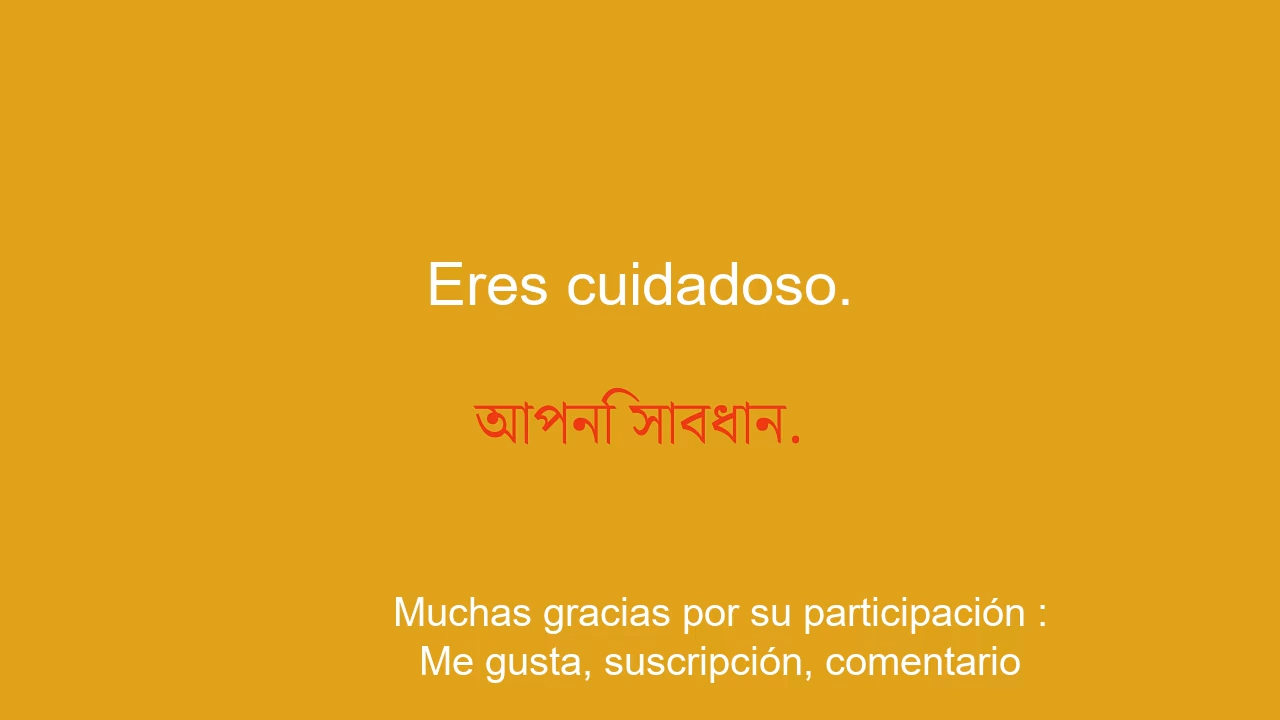 Eres cuidadoso.
আপনি সাবধান.
Muchas gracias por su participación :
Me gusta, suscripción, comentario